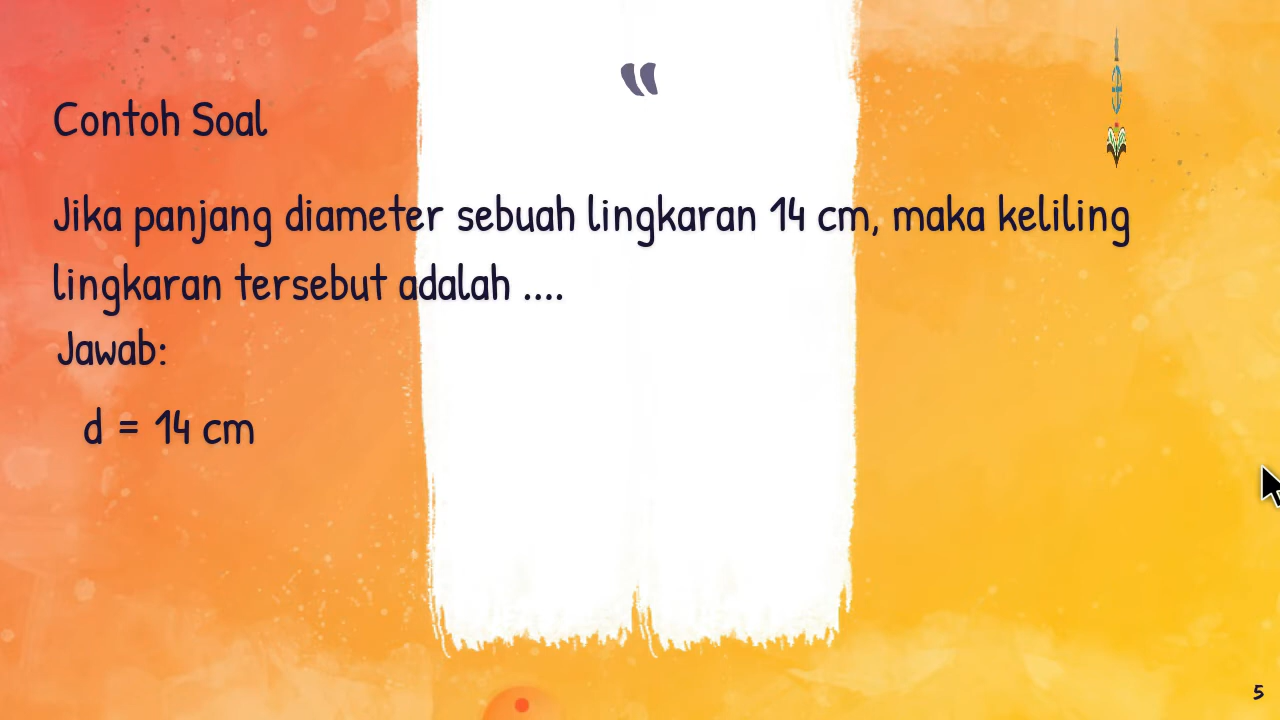 “
Contoh Soal
Jika panjang diameter sebuah lingkaran 14 cm, maka keliling
lingkaran tersebut adalah ....
Jawab:
d = 14 cm
5